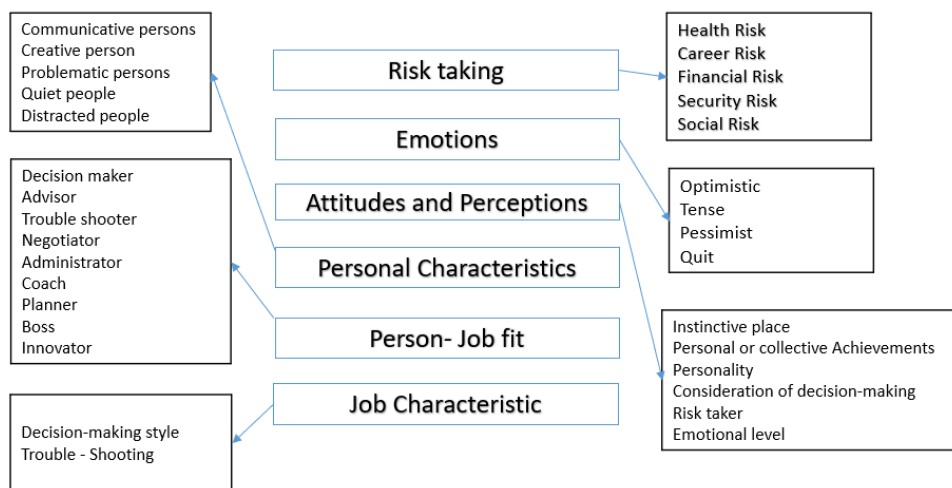 Communicative persons
Creative person
Problematic persons
Quiet people
Distracted people
Decision maker
Advisor
Trouble shooter
Negotiator
Administrator
Coach
Planner
Boss
Innovator
Decision-making style
Trouble - Shooting
Risk taking
Emotions
Attitudes and Perceptions
Personal Characteristics
Person- Job fit
Job Characteristic
Health Risk
Career Risk
Financial Risk
Security Risk
Social Risk
Optimistic
Tense
Pessimist
Quit
Instinctive place
Personal or collective Achievements
Personality
Consideration of decision-making
Risk taker
Emotional level